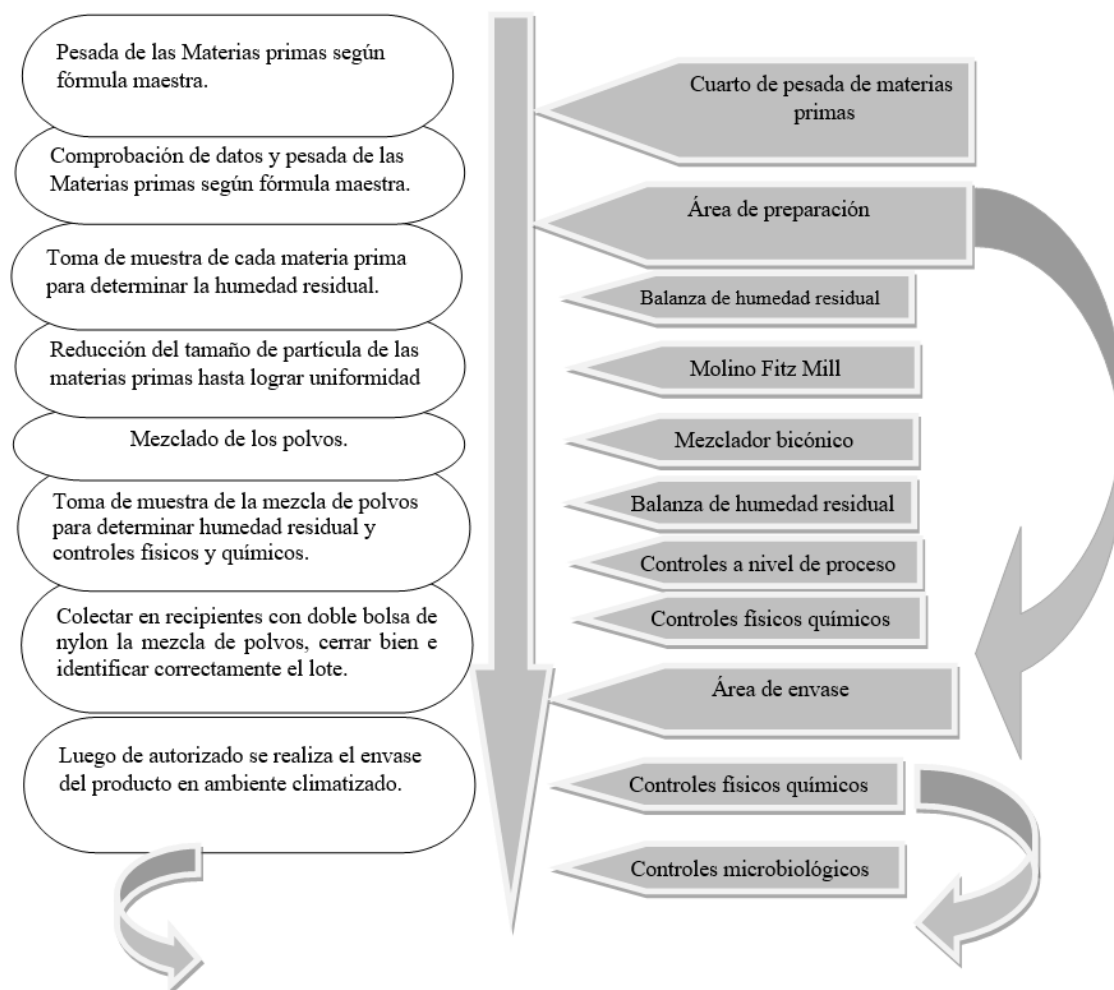 Pesada de las Materias primas según
fórmula maestra.
Comprobación de datos y pesada de las
Materias primas según fórmula maestra.
Toma de muestra de cada materia prima
para determinar la humedad residual.
Reducción del tamaño de partícula de las
materias primas hasta lograr uniformidad
Mezclado de los polvos.
Toma de muestra de la mezcla de polvos
para determinar humedad residual y
controles físicos y químicos.
Colectar en recipientes con doble bolsa de
nylon la mezcla de polvos, cerrar bien e
identificar correctamente el lote.
Luego de autorizado se realiza el envase
del producto en ambiente climatizado.
Cuarto de pesada de materias
primas
Área de preparación
Balanza de humedad residual
Molino Fitz Mill
Mezclador bicónico
Balanza de humedad residual
Controles a nivel de proceso
Controles físicos químicos
Área de envase
Controles físicos químicos
Controles microbiológicos